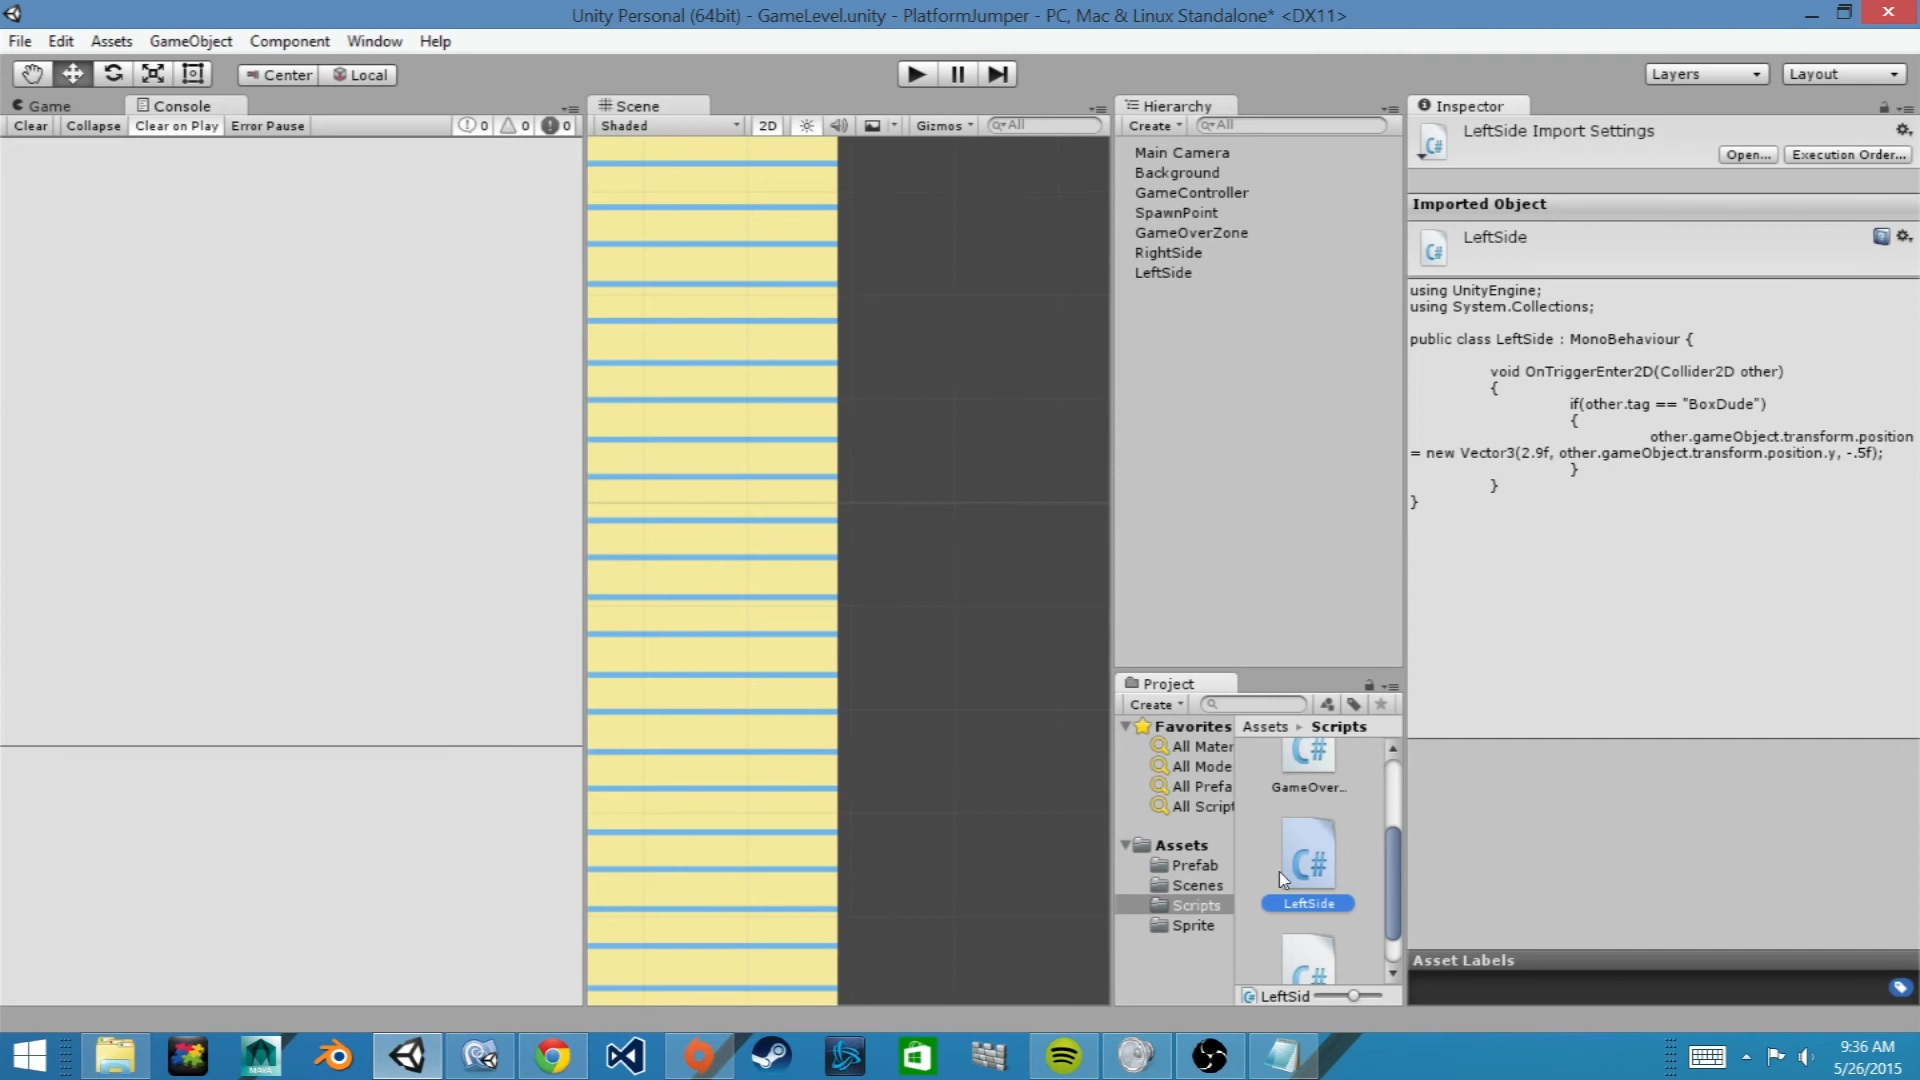 Unity Personal (64bit) - GameLevel.unity - PlatformJumper - PC, Mac & Linux Standalone* <DX11>
File Edit Assets GameObject Component Window Help
Center Local Layers Layout
Game Console
Clear Collapse Clear on Play Error Pause 0 0 0
Scene
Shaded 2D Gizmos All
Hierarchy
Create All
Main Camera
Background
GameController
SpawnPoint
GameOverZone
RightSide
LeftSide
Inspector
LeftSide Import Settings
Open... Execution Order...
Imported Object
C#
LeftSide
C#
using UnityEngine;
using System.Collections;
public class LeftSide : MonoBehaviour {
void OnTriggerEnter2D(Collider2D other)
{
if(other.tag == "BoxDude")
{
other.gameObject.transform.position
= new Vector3(2.9f, other.gameObject.transform.position.y, -.5f);
}
}
}
Project
Create
Favorites
All Mater
All Mode
All Prefa
All Script
Assets
Prefab
Scenes
Scripts
Sprite
Assets Scripts
C#
GameOver...
C#
LeftSide
C#
LeftSid
Asset Labels
MAYA
9:36 AM
5/26/2015